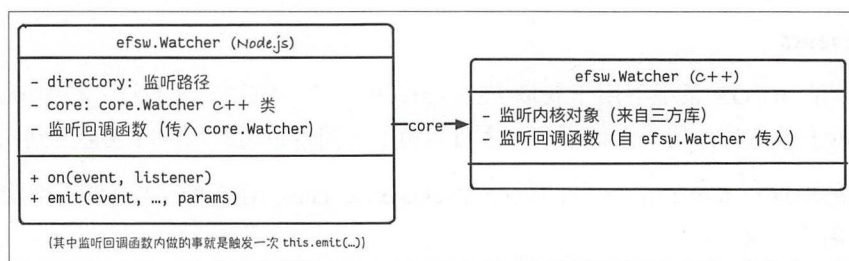 efsw.Watcher (Node.js)
- directory: 监听路径
- core: core.Watcher C++ 类
- 监听回调函数 (传入 core.Watcher)
+ on(event, listener)
+ emit(event, …, params)
(其中监听回调函数内做的事就是触发一次 this.emit(…))
core
efsw.Watcher (C++)
- 监听内核对象 (来自三方库)
- 监听回调函数 (自 efsw.Watcher 传入)